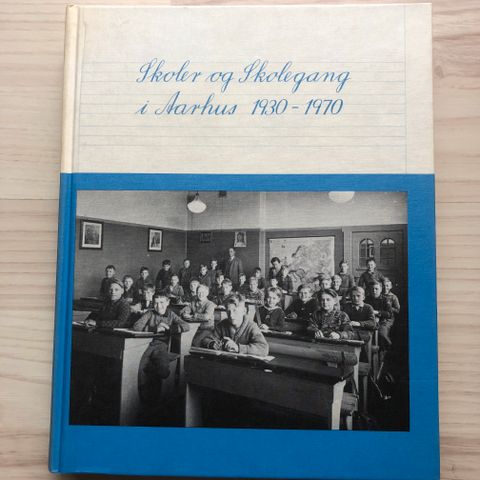 Skoler og Skolegang
i Aarhus 1930 - 1970